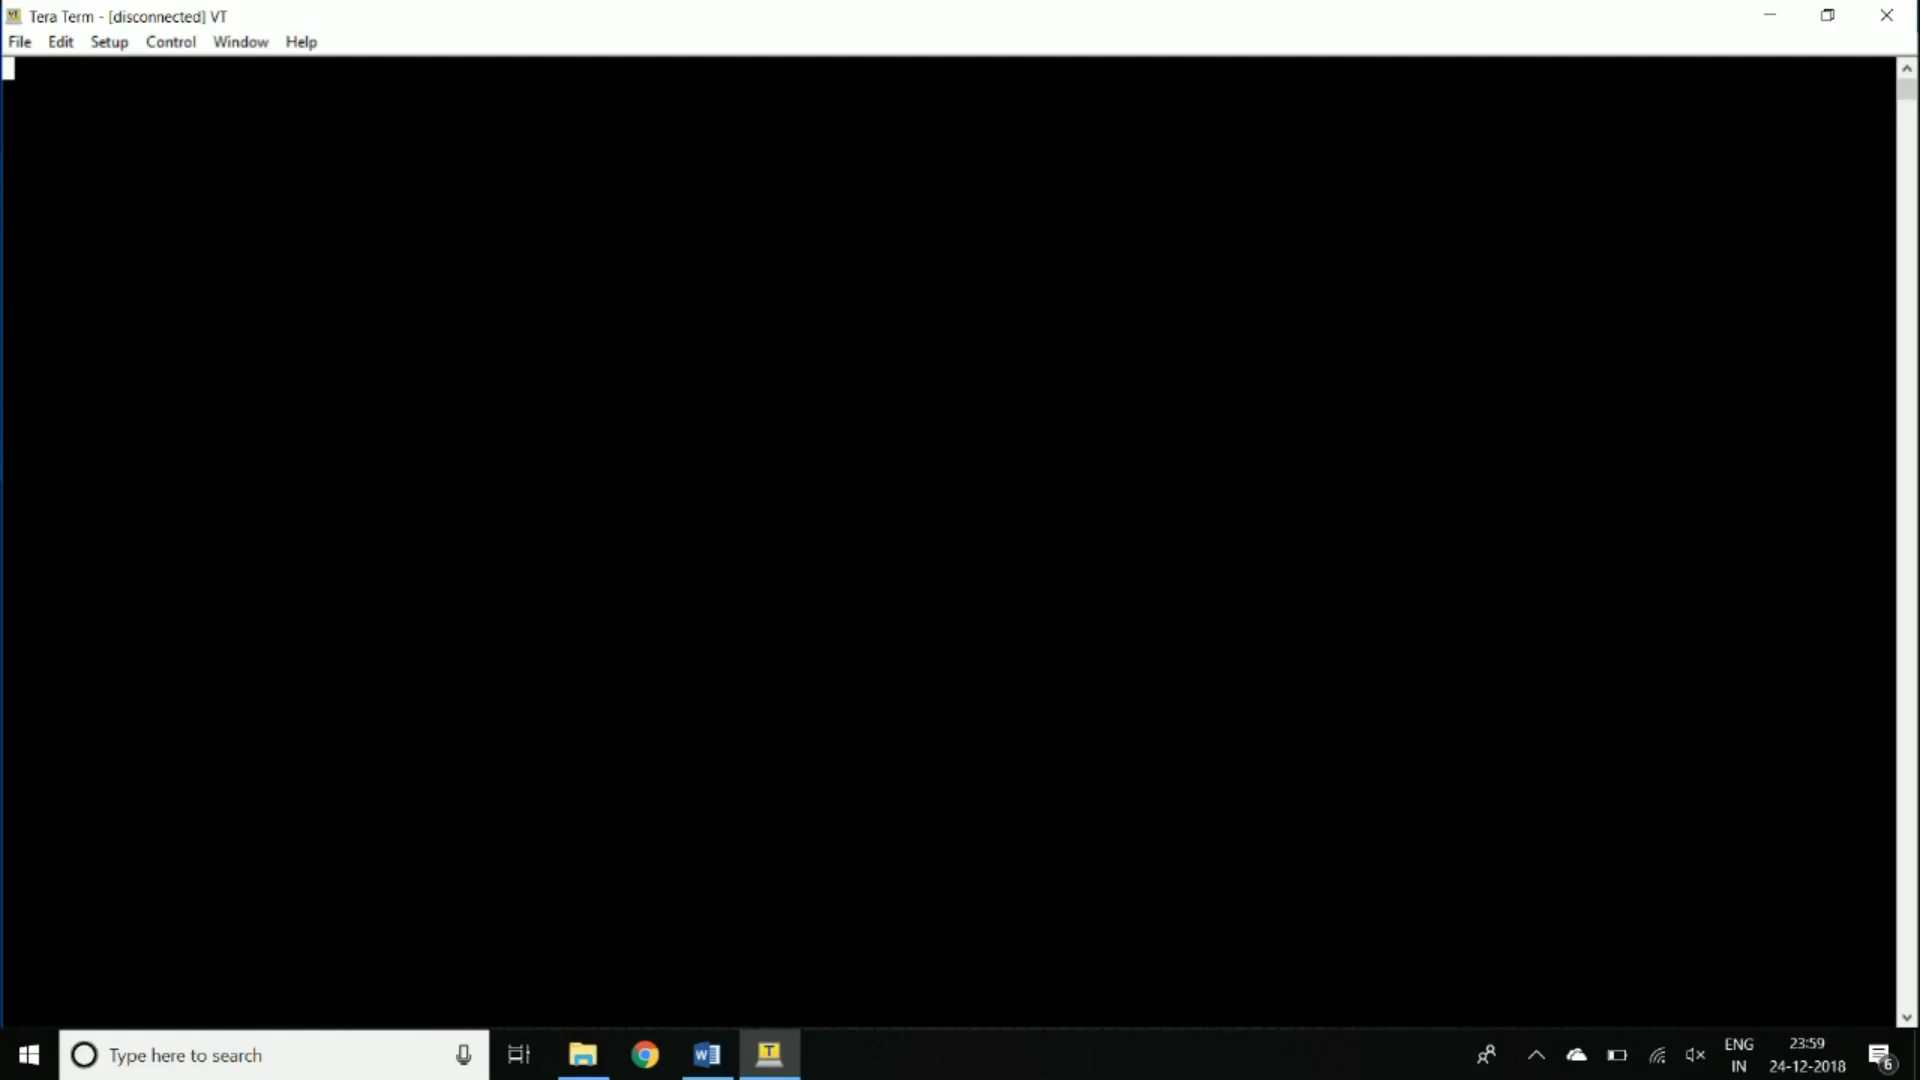 Tera Term - [disconnected] VT
File Edit Setup Control Window Help
Type here to search
ENG
IN
23:59
24-12-2018
6